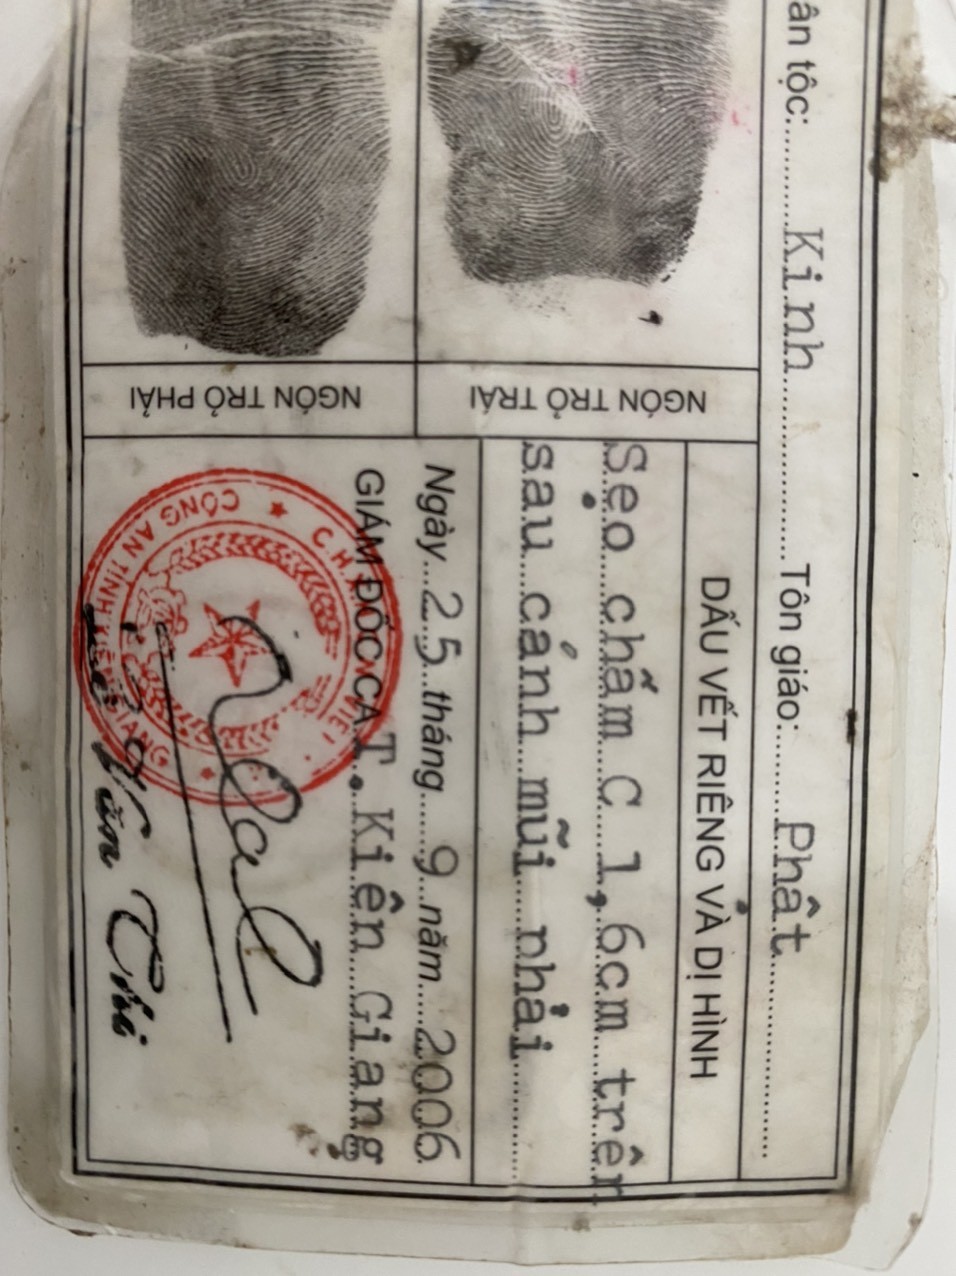 ân tộc: Kinh Tôn giáo: Phật
NGÓN TRỎ TRÁI
NGÓN TRỎ PHẢI
DẤU VẾT RIÊNG VÀ DỊ HÌNH
Sẹo chấm C 1,6cm trên
sau cánh mũi phải
Ngày 25 tháng 9 năm 2006
GIÁM ĐỐC CA T. Kiên Giang
CÔNG AN TỈNH KIÊN GIANG
Văn Thi